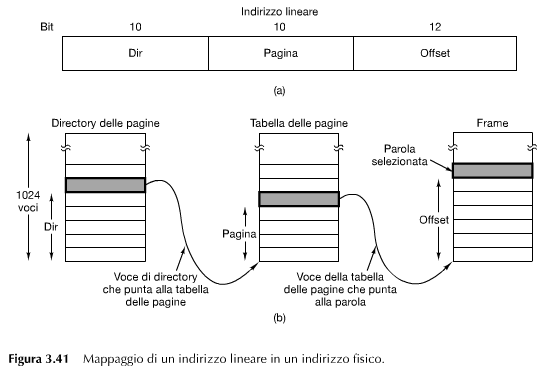 Indirizzo lineare
Bit 10 10 12
Dir Pagina Offset
(a)
Directory delle pagine Tabella delle pagine Frame
Parola
selezionata
1024
voci
Dir
Pagina
Offset
Voce di directory
che punta alla tabella
delle pagine
Voce della tabella
delle pagine che punta
alla parola
(b)
Figura 3.41 Mappaggio di un indirizzo lineare in un indirizzo fisico.